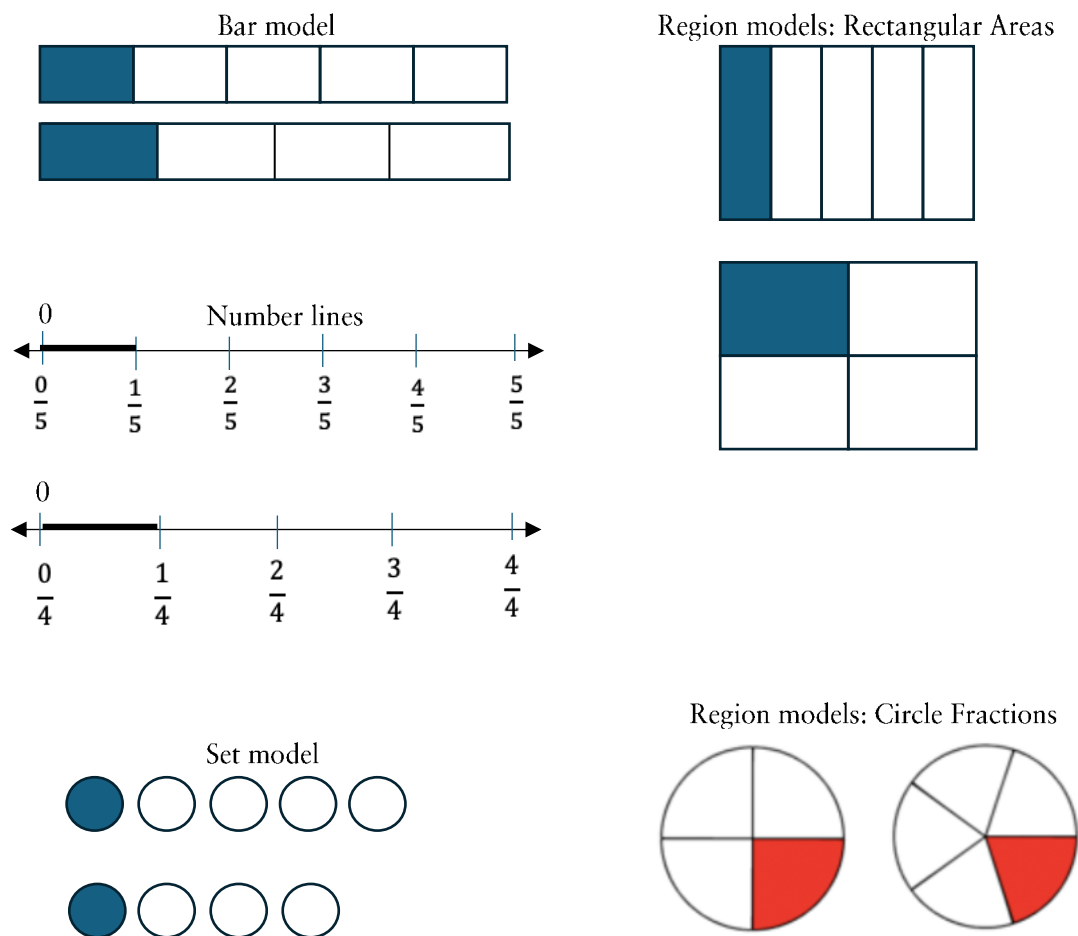 Bar model
Region models: Rectangular Areas
Number lines
0
0/5 1/5 2/5 3/5 4/5 5/5
0
0/4 1/4 2/4 3/4 4/4
Set model
Region models: Circle Fractions